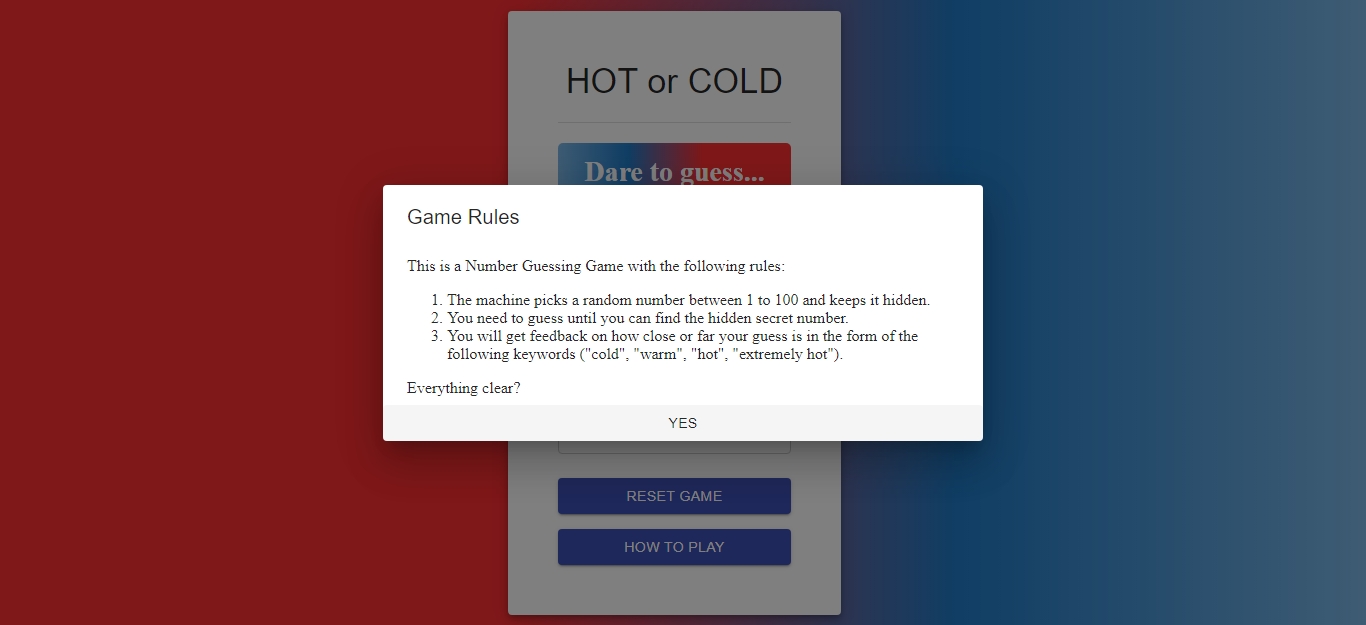 HOT or COLD
Dare to guess...
Game Rules
This is a Number Guessing Game with the following rules:
1. The machine picks a random number between 1 to 100 and keeps it hidden.
2. You need to guess until you can find the hidden secret number.
3. You will get feedback on how close or far your guess is in the form of the
following keywords ("cold", "warm", "hot", "extremely hot").
Everything clear?
YES
RESET GAME
HOW TO PLAY